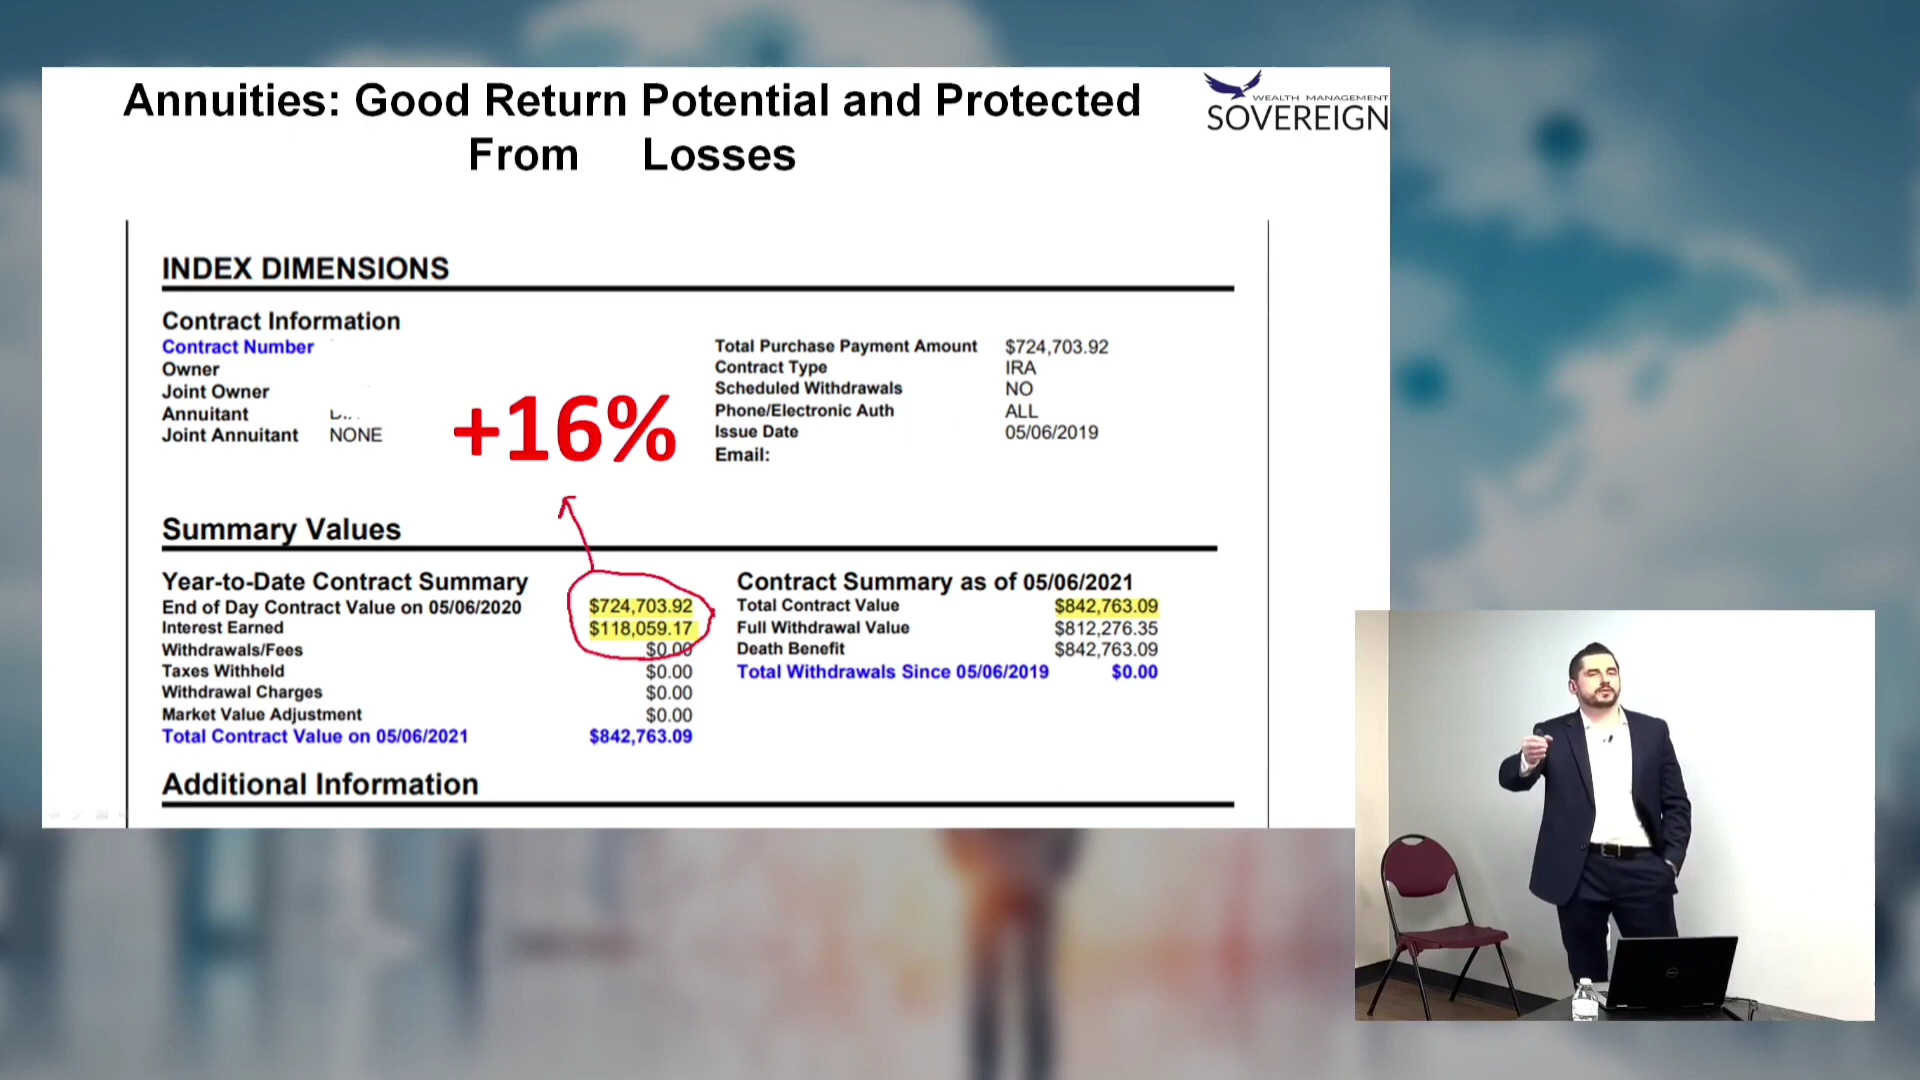 Annuities: Good Return Potential and Protected
From Losses
WEALTH MANAGEMENT
SOVEREIGN
INDEX DIMENSIONS
Contract Information
Contract Number
Owner
Joint Owner
Annuitant
Joint Annuitant NONE
+16%
Total Purchase Payment Amount $724,703.92
Contract Type IRA
Scheduled Withdrawals NO
Phone/Electronic Auth ALL
Issue Date 05/06/2019
Email:
Summary Values
Year-to-Date Contract Summary
End of Day Contract Value on 05/06/2020 $724,703.92
Interest Earned $118,059.17
Withdrawals/Fees $0.00
Taxes Withheld $0.00
Withdrawal Charges $0.00
Market Value Adjustment $0.00
Total Contract Value on 05/06/2021 $842,763.09
Contract Summary as of 05/06/2021
Total Contract Value $842,763.09
Full Withdrawal Value $812,276.35
Death Benefit $842,763.09
Total Withdrawals Since 05/06/2019 $0.00
Additional Information